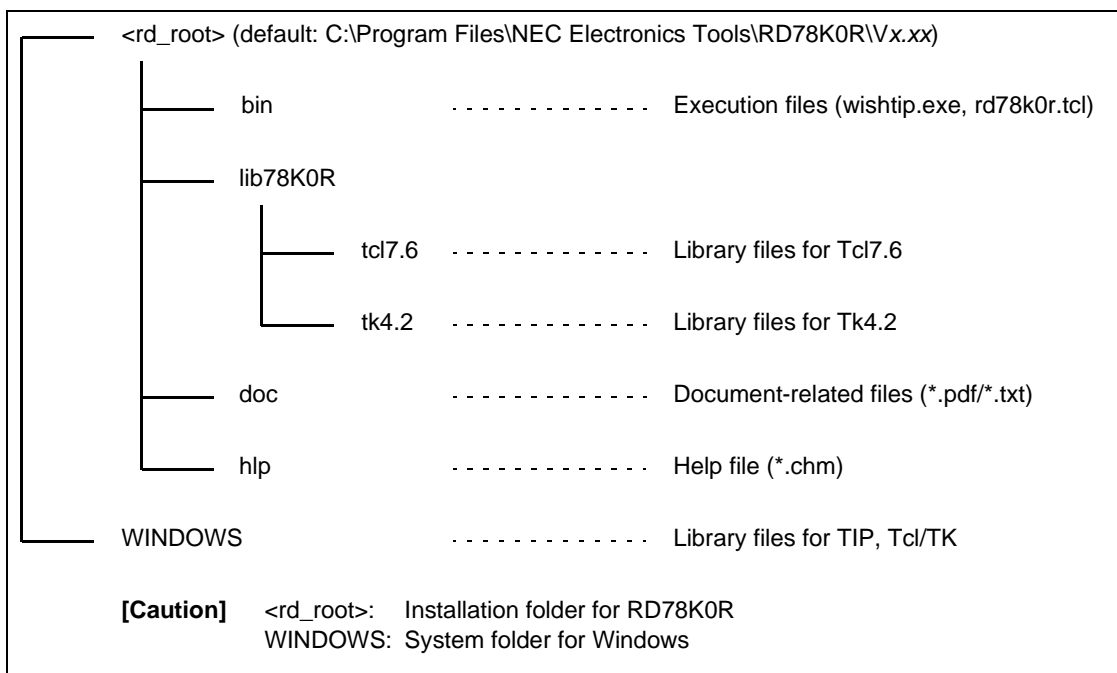 <rd_root> (default: C:\Program Files\NEC Electronics Tools\RD78K0R\Vx.xx)
bin - - - - - - - - - - - - - Execution files (wishtip.exe, rd78k0r.tcl)
lib78K0R
tcl7.6 - - - - - - - - - - - - - Library files for Tcl7.6
tk4.2 - - - - - - - - - - - - - Library files for Tk4.2
doc - - - - - - - - - - - - - Document-related files (*.pdf/*.txt)
hlp - - - - - - - - - - - - - Help file (*.chm)
WINDOWS - - - - - - - - - - - - - Library files for TIP, Tcl/TK
[Caution] <rd_root>: Installation folder for RD78K0R
WINDOWS: System folder for Windows